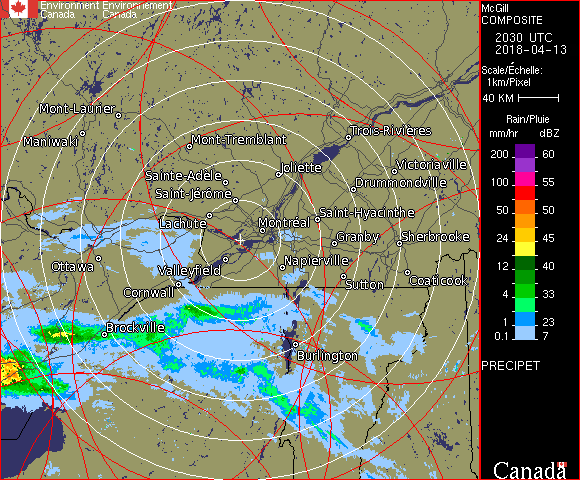 Environment Environnement
Canada Canada
McGill
COMPOSITE
2030 UTC
2018-04-13
Scale/Échelle:
1km/Pixel
40 KM
Rain/Pluie
mm/hr dBZ
200 60
100 55
50 50
24 45
12 40
4 33
1 23
0.1 7
PRECIPET
Canada
Mont-Laurier
Maniwaki
Mont-Tremblant
Trois-Rivières
Joliette
Victoriaville
Sainte-Adèle
Drummondville
Saint-Jérôme
Lachute
Saint-Hyacinthe
Montréal
Granby
Sherbrooke
Ottawa
Valleyfield
Napierville
Cornwall
Sutton
Coaticook
Brockville
Burlington